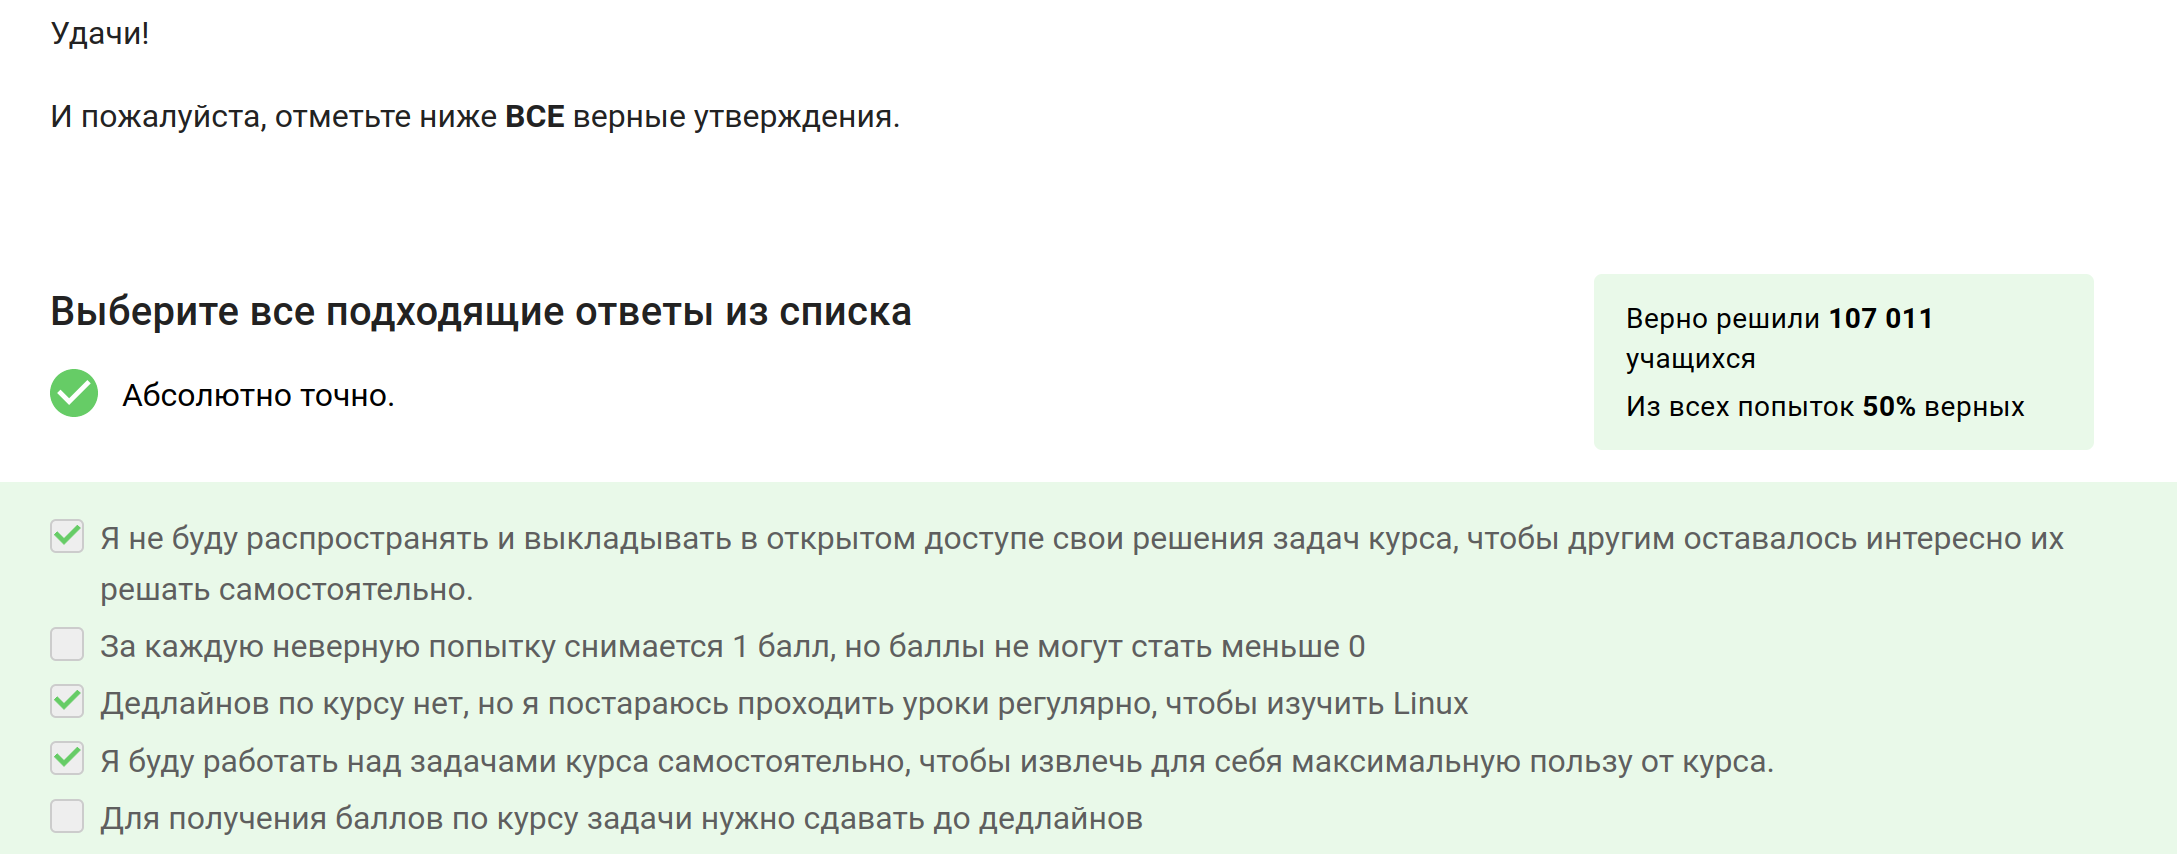 Удачи!
И пожалуйста, отметьте ниже ВСЕ верные утверждения.
Выберите все подходящие ответы из списка
Абсолютно точно.
Верно решили 107 011
учащихся
Из всех попыток 50% верных
Я не буду распространять и выкладывать в открытом доступе свои решения задач курса, чтобы другим оставалось интересно их
решать самостоятельно.
За каждую неверную попытку снимается 1 балл, но баллы не могут стать меньше 0
Дедлайнов по курсу нет, но я постараюсь проходить уроки регулярно, чтобы изучить Linux
Я буду работать над задачами курса самостоятельно, чтобы извлечь для себя максимальную пользу от курса.
Для получения баллов по курсу задачи нужно сдавать до дедлайнов